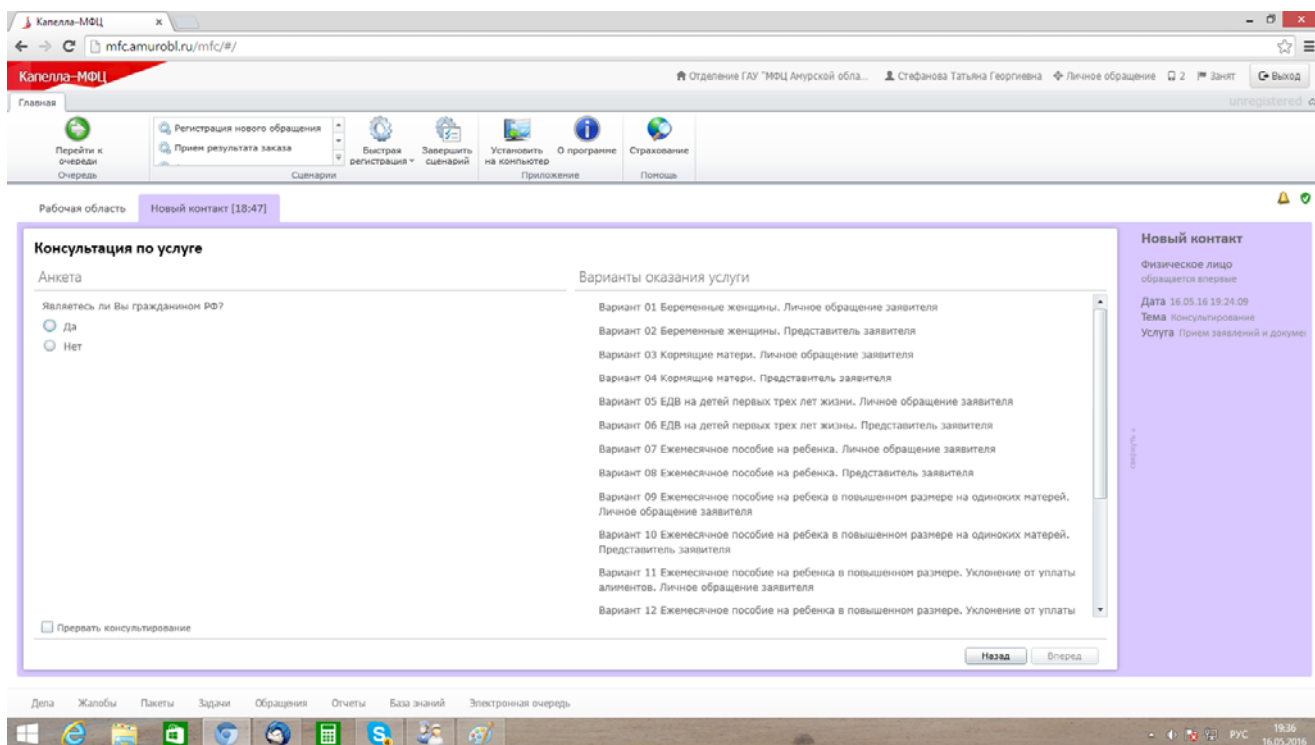 Капелла-МФЦ
mfc.amurobl.ru/mfc/#/
Капелла-МФЦ
Отделение ГАУ "МФЦ Амурской обла...
Стефанова Татьяна Георгиевна
Личное обращение
2
Занят
Выход
Главная
unregistered
Перейти к
очереди
Регистрация нового обращения
Прием результата заказа
Быстрая
регистрация
Завершить
сценарий
Установить
на компьютер
О программе
Страхование
Очередь
Сценарии
Приложение
Помощь
Рабочая область
Новый контакт [18:47]
Консультация по услуге
Анкета
Являетесь ли Вы гражданином РФ?
Да
Нет
Прервать консультирование
Варианты оказания услуги
Вариант 01 Беременные женщины. Личное обращение заявителя
Вариант 02 Беременные женщины. Представитель заявителя
Вариант 03 Кормящие матери. Личное обращение заявителя
Вариант 04 Кормящие матери. Представитель заявителя
Вариант 05 ЕДВ на детей первых трех лет жизни. Личное обращение заявителя
Вариант 06 ЕДВ на детей первых трех лет жизны. Представитель заявителя
Вариант 07 Ежемесячное пособие на ребенка. Личное обращение заявителя
Вариант 08 Ежемесячное пособие на ребенка. Представитель заявителя
Вариант 09 Ежемесячное пособие на ребека в повышенном размере на одиноких матерей.
Личное обращение заявителя
Вариант 10 Ежемесячное пособие на ребека в повышенном размере на одиноких матерей.
Представитель заявителя
Вариант 11 Ежемесячное пособие на ребенка в повышенном размере. Уклонение от уплаты
алиментов. Личное обращение заявителя
Вариант 12 Ежемесячное пособие на ребенка в повышенном размере. Уклонение от уплаты
Назад
Вперед
Новый контакт
Физическое лицо
обращается впервые
Дата 16.05.16 19:24.09
Тема Консультирование
Услуга Прием заявлений и докумен
свернуть
Дела
Жалобы
Пакеты
Задачи
Обращения
Отчеты
База знаний
Электронная очередь
РУС
19:36
16.05.2016